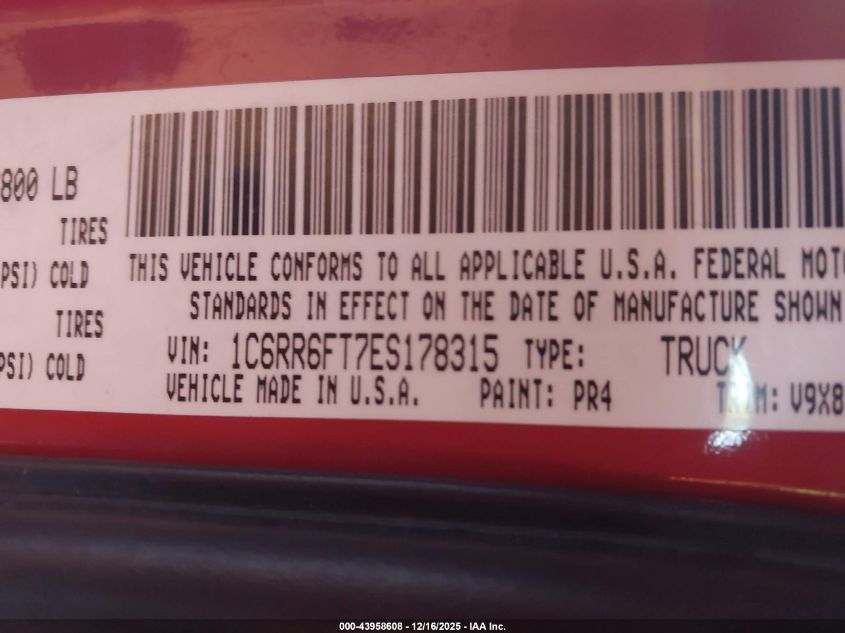 800 LB
TIRES
PSI) COLD
TIRES
PSI) COLD
THIS VEHICLE CONFORMS TO ALL APPLICABLE U.S.A. FEDERAL MOTO
STANDARDS IN EFFECT ON THE DATE OF MANUFACTURE SHOWN
VIN: 1C6RR6FT7ES178315 TYPE: TRUCK
VEHICLE MADE IN U.S.A. PAINT: PR4 TRIM: V9X8
000-43958608 - 12/16/2025 - IAA Inc.